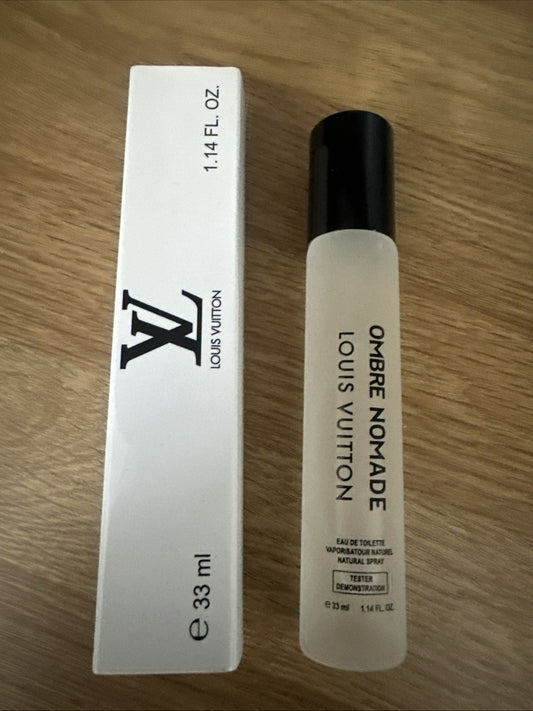 1.14 FL. OZ.
LV
LOUIS VUITTON
℮ 33 ml
OMBRE NOMADE
LOUIS VUITTON
EAU DE TOILETTE
VAPORISATOUR NATUREL
NATURAL SPRAY
TESTER
DEMONSTRATION
℮ 33 ml 1.14 FL. OZ.